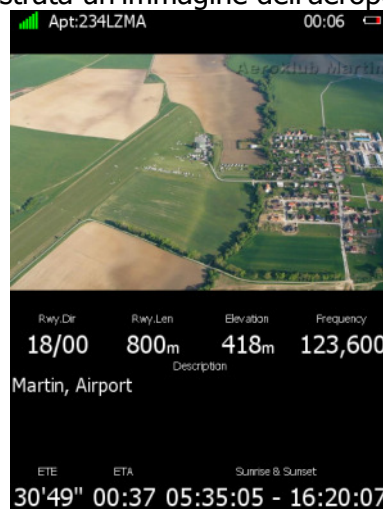 strata un'immagine dell'aerop
Apt:234LZMA 00:06
Aeroklub Martin
Rwy.Dir Rwy.Len Elevation Frequency
18/00 800m 418m 123,600
Description
Martin, Airport
ETE ETA Sunrise & Sunset
30'49" 00:37 05:35:05 - 16:20:07